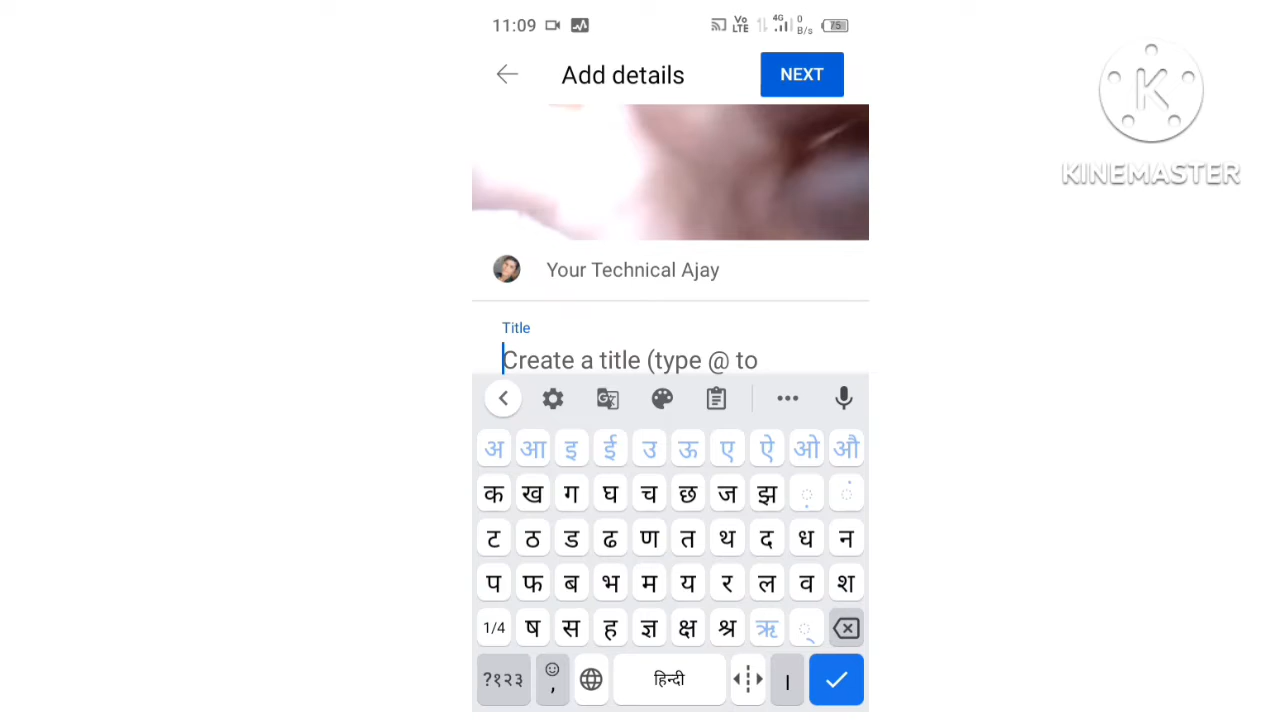 11:09 Vo LTE 4G 0 B/s 75
Add details
NEXT
KINEMASTER
Your Technical Ajay
Title
Create a title (type @ to
अ आ इ ई उ ऊ ए ऐ ओ औ
क ख ग घ च छ ज झ ़ ं
ट ठ ड ढ ण त थ द ध न
प फ ब भ म य र ल व श
1/4 ष स ह ज्ञ क्ष श्र ऋ ्
?१२३ , हिन्दी ।